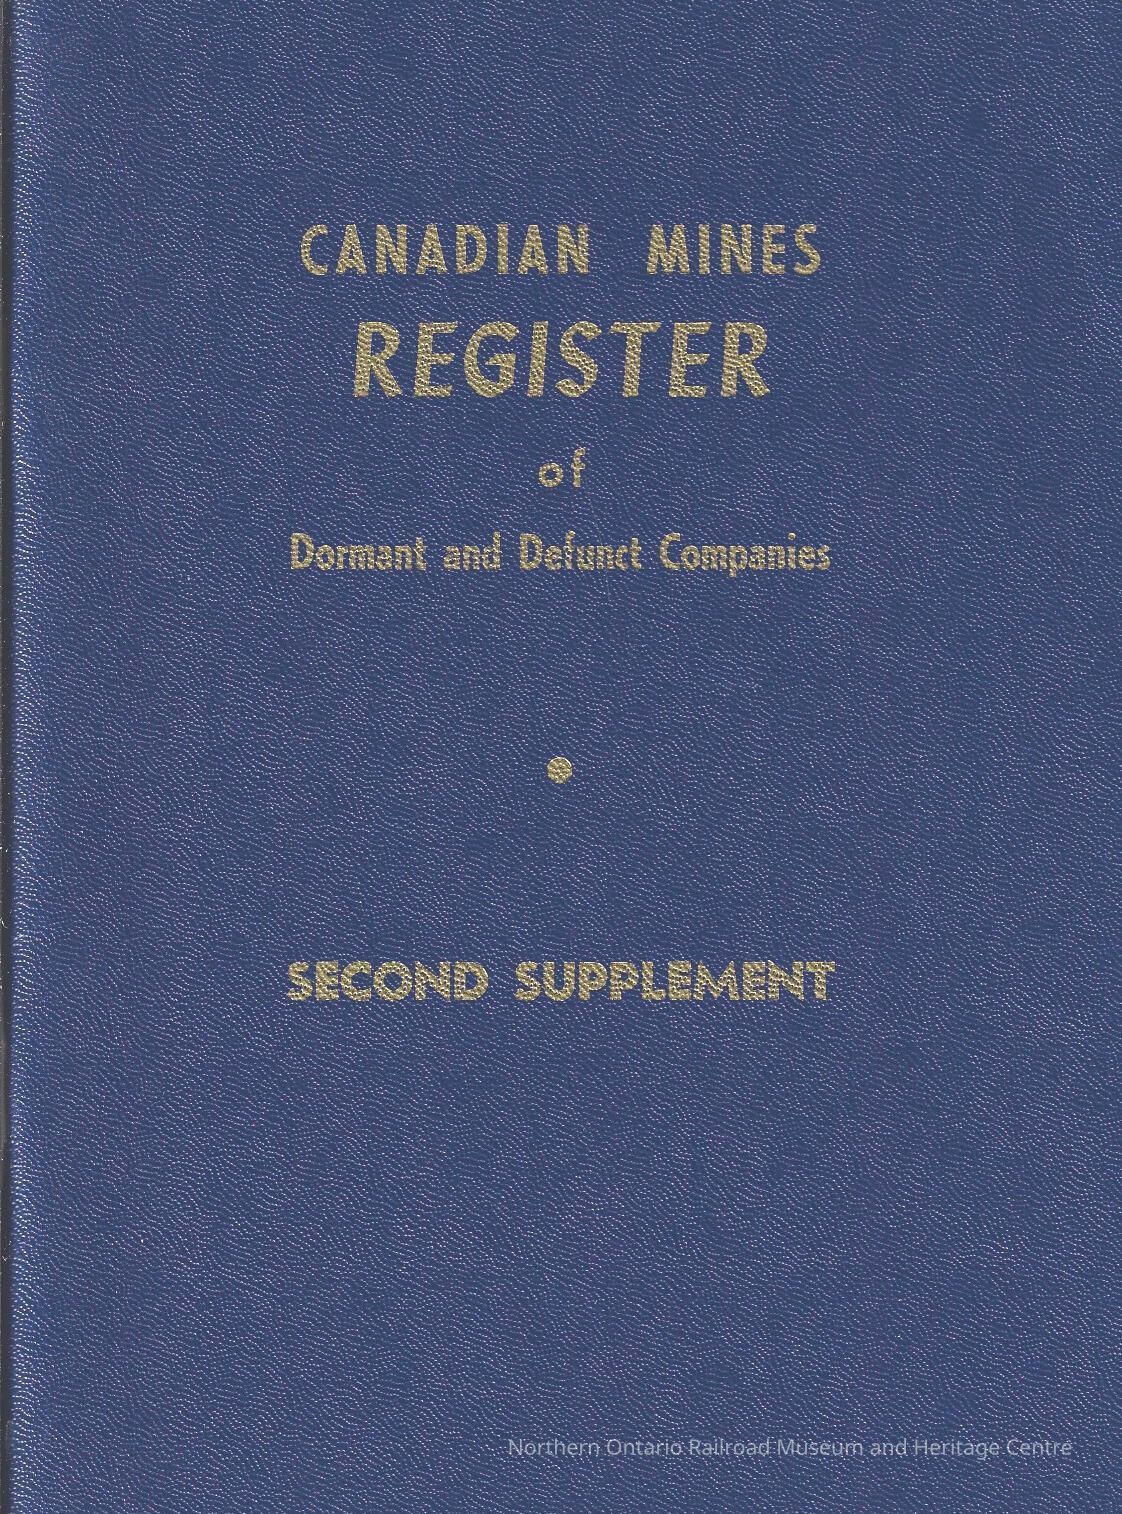 CANADIAN MINES
REGISTER
of
Dormant and Defunct Companies
SECOND SUPPLEMENT
Northern Ontario Railroad Museum and Heritage Centre